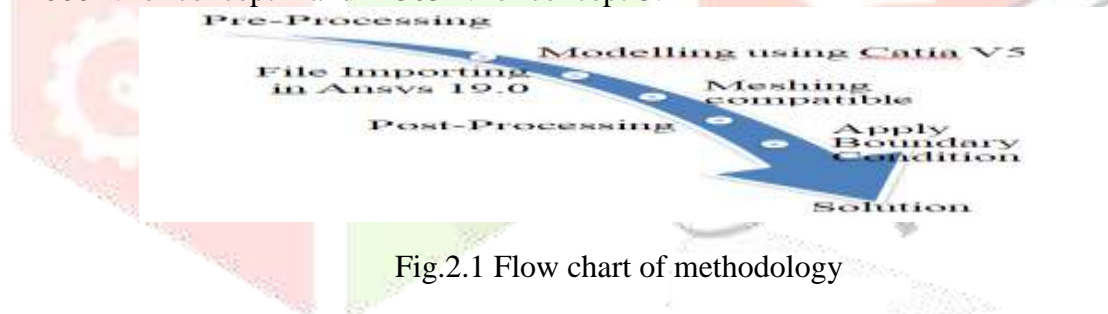 Pre-Processing
Modelling using Catia V5
File Importing
in Ansys 19.0
Meshing
compatible
Post-Processing
Apply
Boundary
Condition
Solution
Fig.2.1 Flow chart of methodology